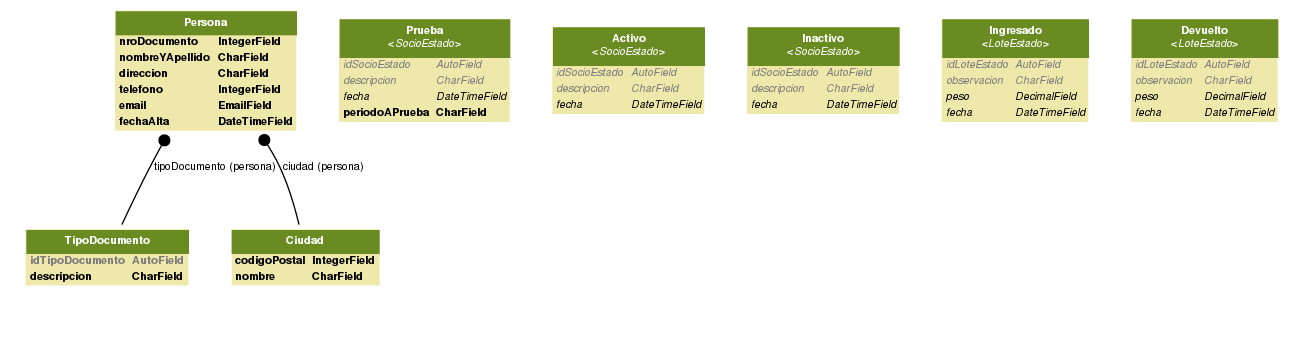 Persona
nroDocumento IntegerField
nombreYApellido CharField
direccion CharField
telefono IntegerField
email EmailField
fechaAlta DateTimeField
Prueba
<SocioEstado>
idSocioEstado AutoField
descripcion CharField
fecha DateTimeField
periodoAPrueba CharField
Activo
<SocioEstado>
idSocioEstado AutoField
descripcion CharField
fecha DateTimeField
Inactivo
<SocioEstado>
idSocioEstado AutoField
descripcion CharField
fecha DateTimeField
Ingresado
<LoteEstado>
idLoteEstado AutoField
observacion CharField
peso DecimalField
fecha DateTimeField
Devuelto
<LoteEstado>
idLoteEstado AutoField
observacion CharField
peso DecimalField
fecha DateTimeField
tipoDocumento (persona) ciudad (persona)
TipoDocumento
idTipoDocumento AutoField
descripcion CharField
Ciudad
codigoPostal IntegerField
nombre CharField